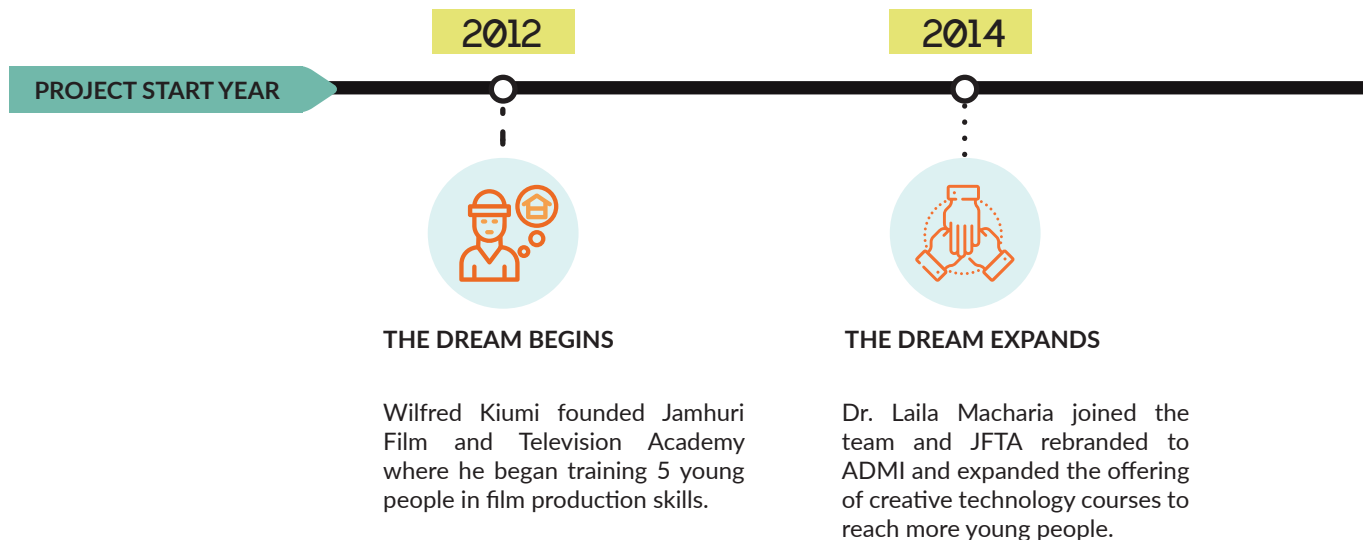 2012
2014
PROJECT START YEAR
THE DREAM BEGINS
Wilfred Kiumi founded Jamhuri
Film and Television Academy
where he began training 5 young
people in film production skills.
THE DREAM EXPANDS
Dr. Laila Macharia joined the
team and JFTA rebranded to
ADMI and expanded the offering
of creative technology courses to
reach more young people.